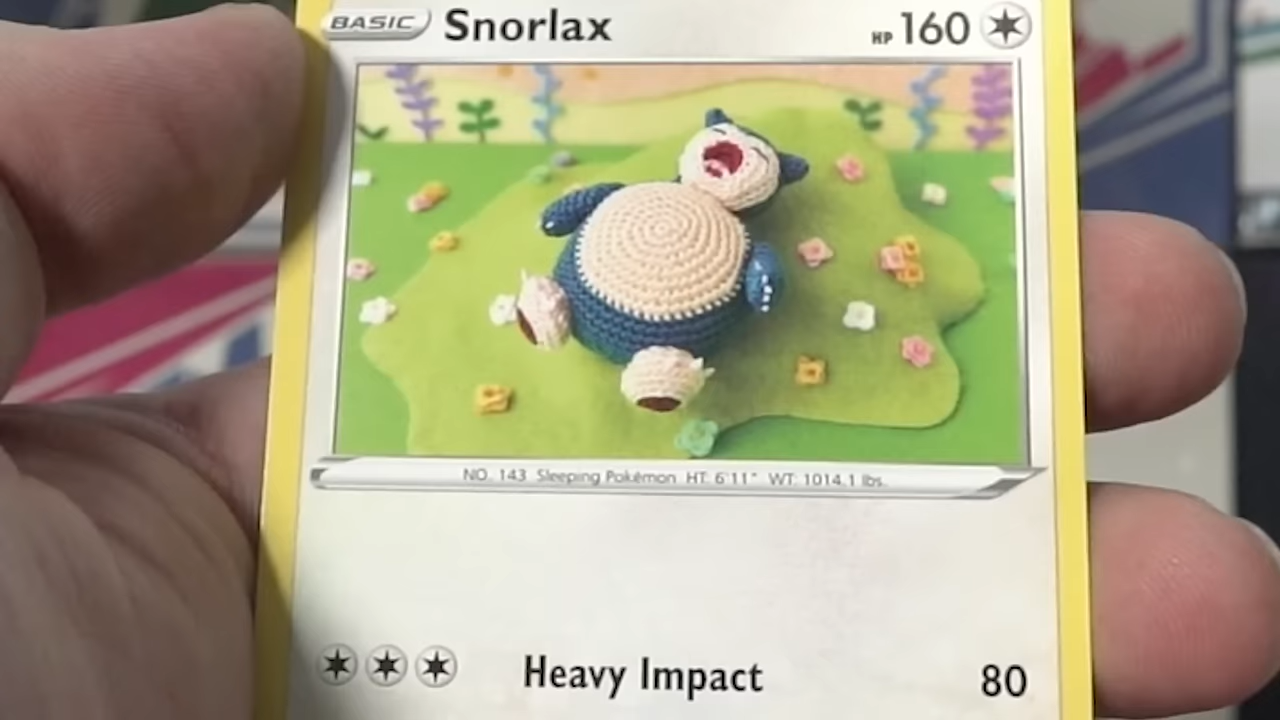 BASIC Snorlax HP 160
NO. 143 Sleeping Pokémon HT. 6'11" WT. 1014.1 lbs.
Heavy Impact 80